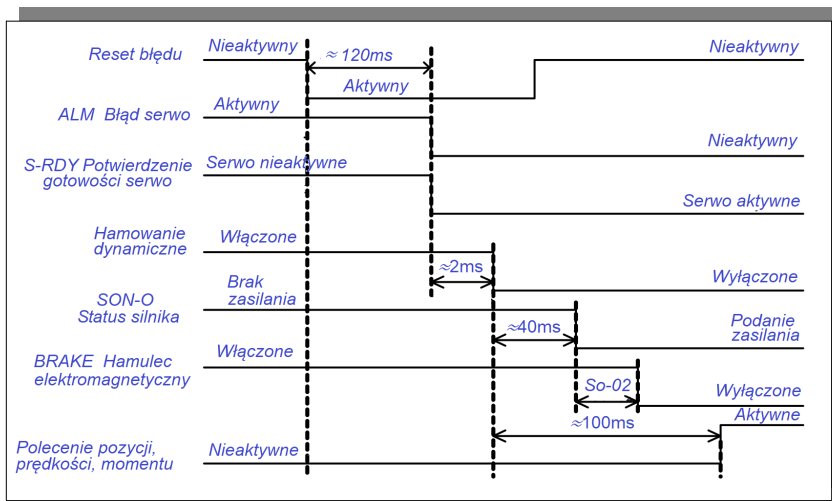 Reset błędu
Nieaktywny
≈ 120ms
Nieaktywny
Aktywny
ALM Błąd serwo
Aktywny
Nieaktywny
S-RDY Potwierdzenie
gotowości serwo
Servo nieaktywne
Serwo aktywne
Hamowanie
dynamiczne
Włączone
≈2ms
Wyłączone
SON-O
Status silnika
Brak
zasilania
≈40ms
Podanie
zasilania
BRAKE Hamulec
elektromagnetyczny
Włączone
So-02
Wyłączone
Aktywne
≈100ms
Polecenie pozycji,
prędkości, momentu
Nieaktywne